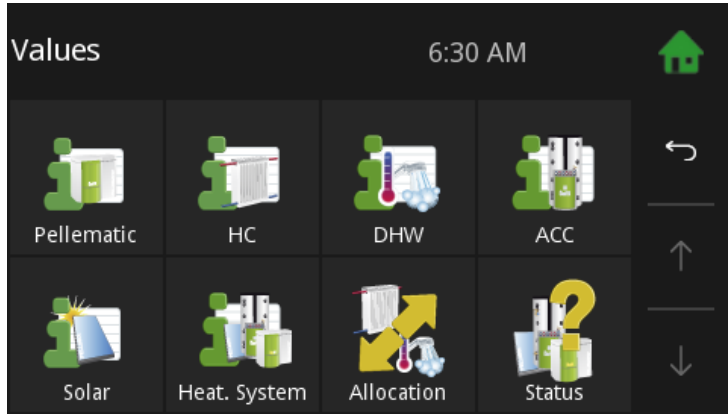 Values
6:30 AM
Pellematic
HC
DHW
ACC
Solar
Heat. System
Allocation
Status